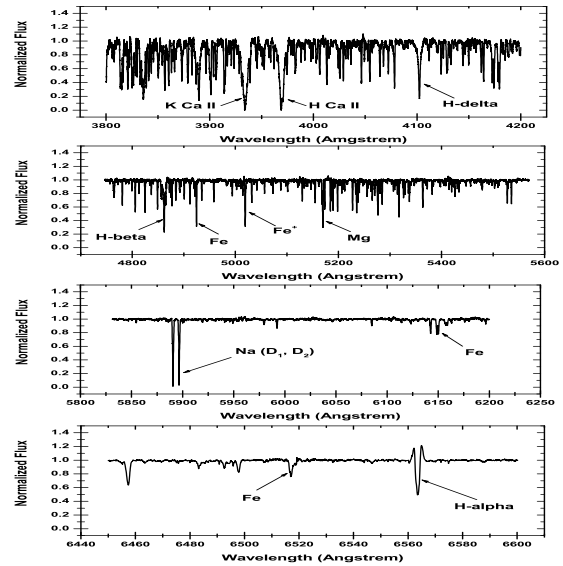 Normalized Flux
1.4
1.2
1.0
0.8
0.6
0.4
0.2
0.0
K Ca II
H Ca II
H-delta
3800 3900 4000 4100 4200
Wavelength (Amgstrem)
Normalized Flux
1.4
1.2
1.0
0.8
0.6
0.4
0.2
0.0
H-beta
Fe
Fe⁺
Mg
4800 5000 5200 5400 5600
Wavelength (Angstrem)
Normalized Flux
1.4
1.2
1.0
0.8
0.6
0.4
0.2
0.0
Na (D₁, D₂)
Fe
5800 5850 5900 5950 6000 6050 6100 6150 6200 6250
Wavelength (Angstrem)
Normalized Flux
1.4
1.2
1.0
0.8
0.6
0.4
0.2
0.0
Fe
H-alpha
6440 6460 6480 6500 6520 6540 6560 6580 6600
Wavelength (Angstrem)